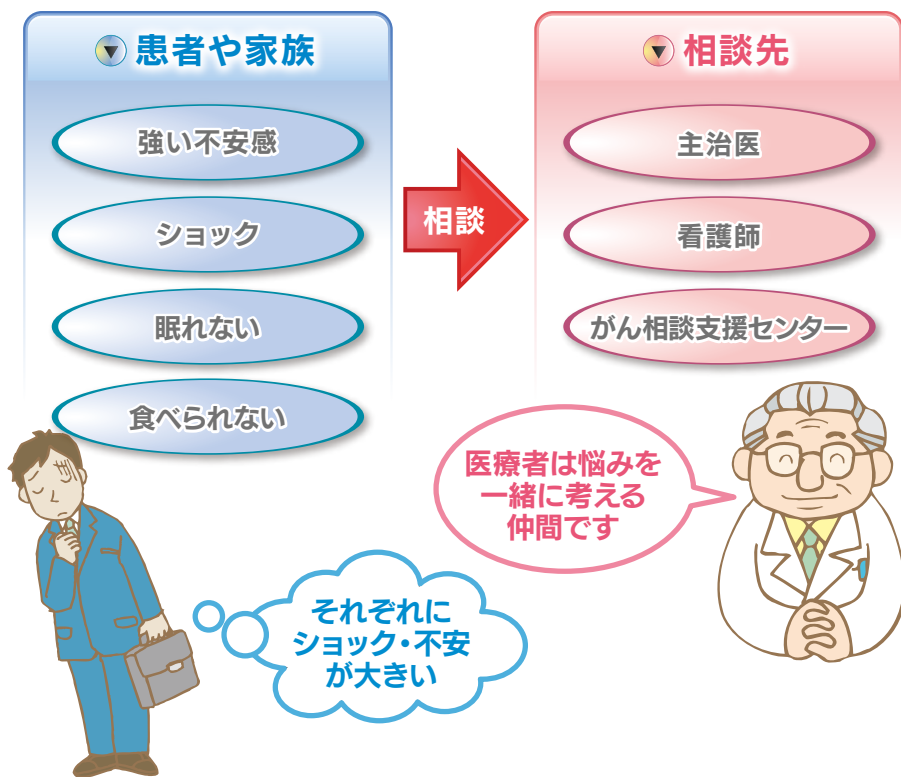 患者や家族
強い不安感
ショック
眠れない
食べられない
相談
相談先
主治医
看護師
がん相談支援センター
医療者は悩みを
一緒に考える
仲間です
それぞれに
ショック・不安
が大きい